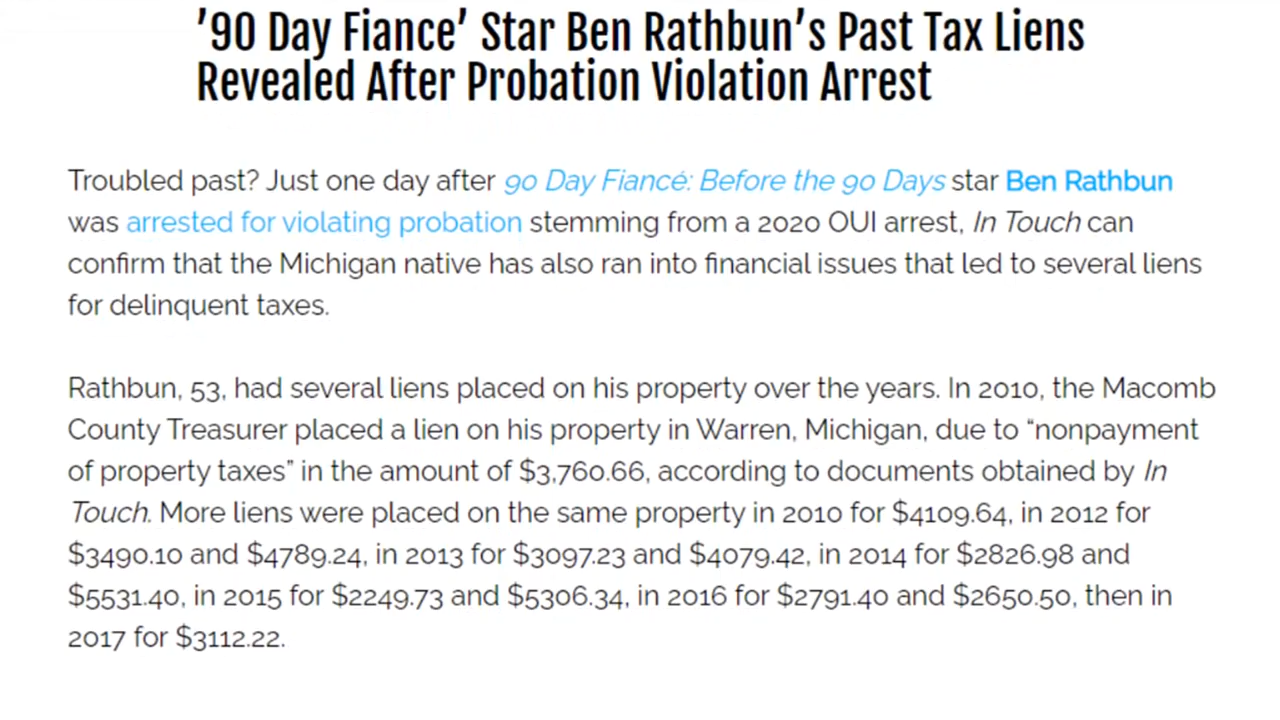 ’90 Day Fiance’ Star Ben Rathbun’s Past Tax Liens
Revealed After Probation Violation Arrest
Troubled past? Just one day after 90 Day Fiancé: Before the 90 Days star Ben Rathbun
was arrested for violating probation stemming from a 2020 OUI arrest, In Touch can
confirm that the Michigan native has also ran into financial issues that led to several liens
for delinquent taxes.
Rathbun, 53, had several liens placed on his property over the years. In 2010, the Macomb
County Treasurer placed a lien on his property in Warren, Michigan, due to “nonpayment
of property taxes” in the amount of $3,760.66, according to documents obtained by In
Touch. More liens were placed on the same property in 2010 for $4109.64, in 2012 for
$3490.10 and $4789.24, in 2013 for $3097.23 and $4079.42, in 2014 for $2826.98 and
$5531.40, in 2015 for $2249.73 and $5306.34, in 2016 for $2791.40 and $2650.50, then in
2017 for $3112.22.